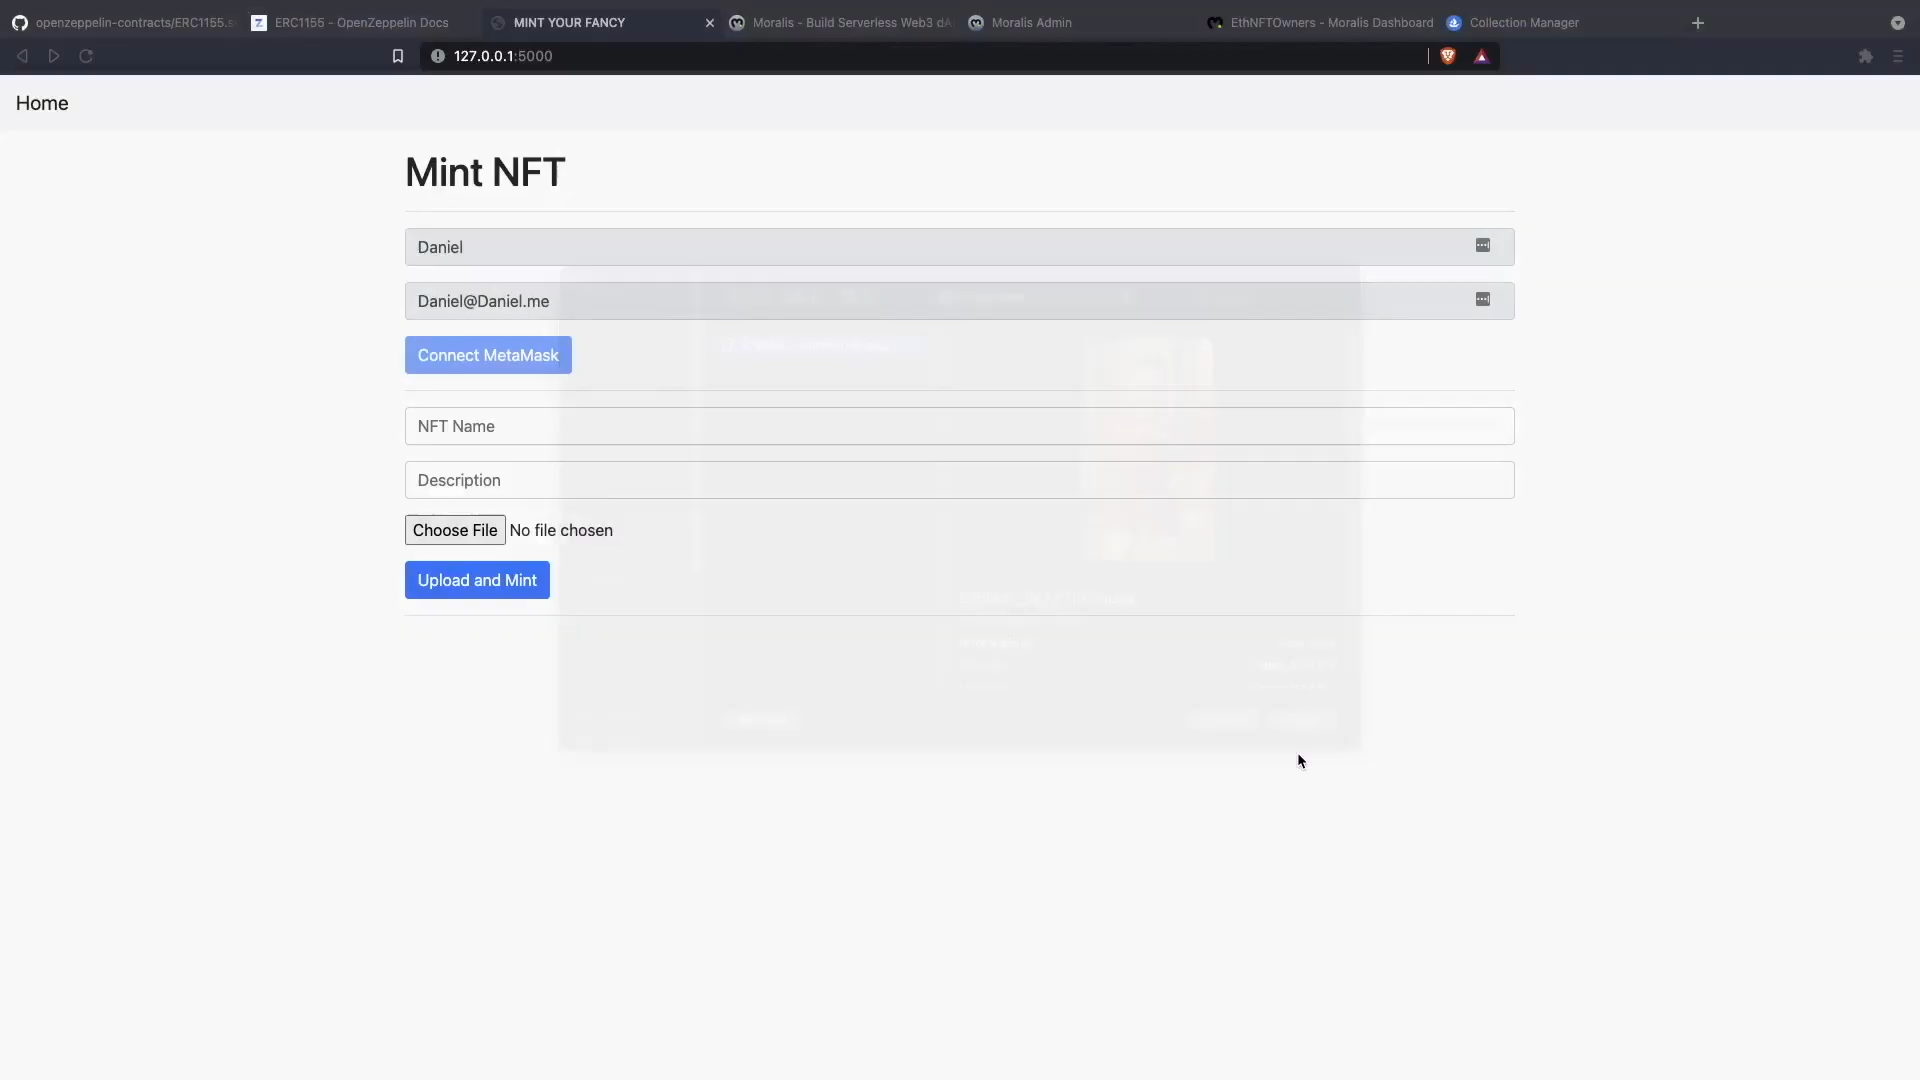 openzeppelin-contracts/ERC1155.s
ERC1155 - OpenZeppelin Docs
MINT YOUR FANCY
Moralis - Build Serverless Web3 dA
Moralis Admin
EthNFTOwners - Moralis Dashboard
Collection Manager
127.0.0.1:5000
Home
Mint NFT
Daniel
Daniel@Daniel.me
Connect MetaMask
NFT Name
Description
Choose File No file chosen
Upload and Mint